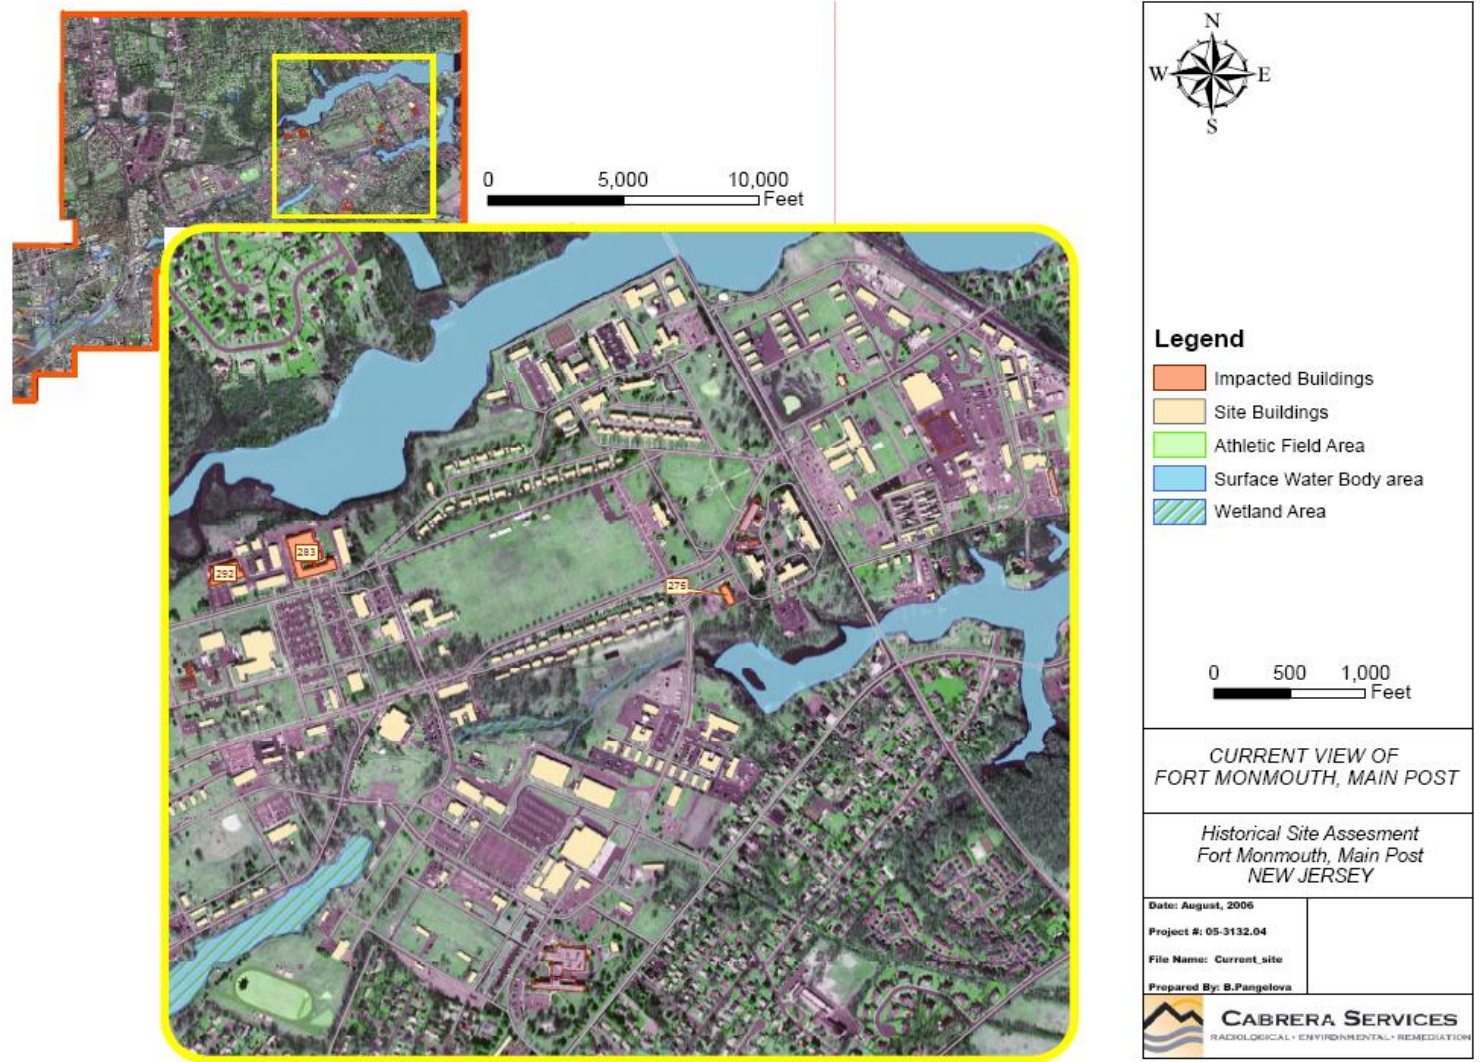 N
W E
S
0 5,000 10,000
Feet
283
292
275
Legend
Impacted Buildings
Site Buildings
Athletic Field Area
Surface Water Body area
Wetland Area
0 500 1,000
Feet
CURRENT VIEW OF
FORT MONMOUTH, MAIN POST
Historical Site Assesment
Fort Monmouth, Main Post
NEW JERSEY
Date: August, 2006
Project #: 05-3132.04
File Name: Current_site
Prepared By: B.Pangelova
CABRERA SERVICES
RADIOLOGICAL • ENVIRONMENTAL • REMEDIATION